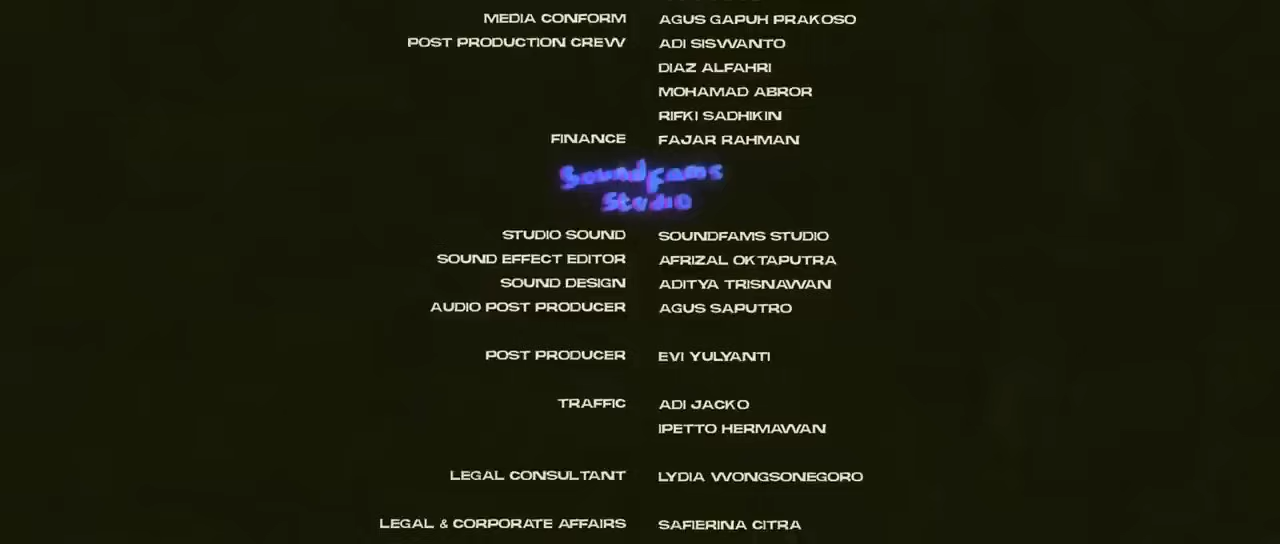 MEDIA CONFORM AGUS GAPUH PRAKOSO
POST PRODUCTION CREW ADI SISWANTO
DIAZ ALFAHRI
MOHAMAD ABROR
RIFKI SADHIKIN
FINANCE FAJAR RAHMAN
Soundfams
Studio
STUDIO SOUND SOUNDFAMS STUDIO
SOUND EFFECT EDITOR AFRIZAL OKTAPUTRA
SOUND DESIGN ADITYA TRISNAWAN
AUDIO POST PRODUCER AGUS SAPUTRO
POST PRODUCER EVI YULYANTI
TRAFFIC ADI JACKO
IPETTO HERMAWAN
LEGAL CONSULTANT LYDIA WONGSONEGORO
LEGAL & CORPORATE AFFAIRS SAFIERINA CITRA